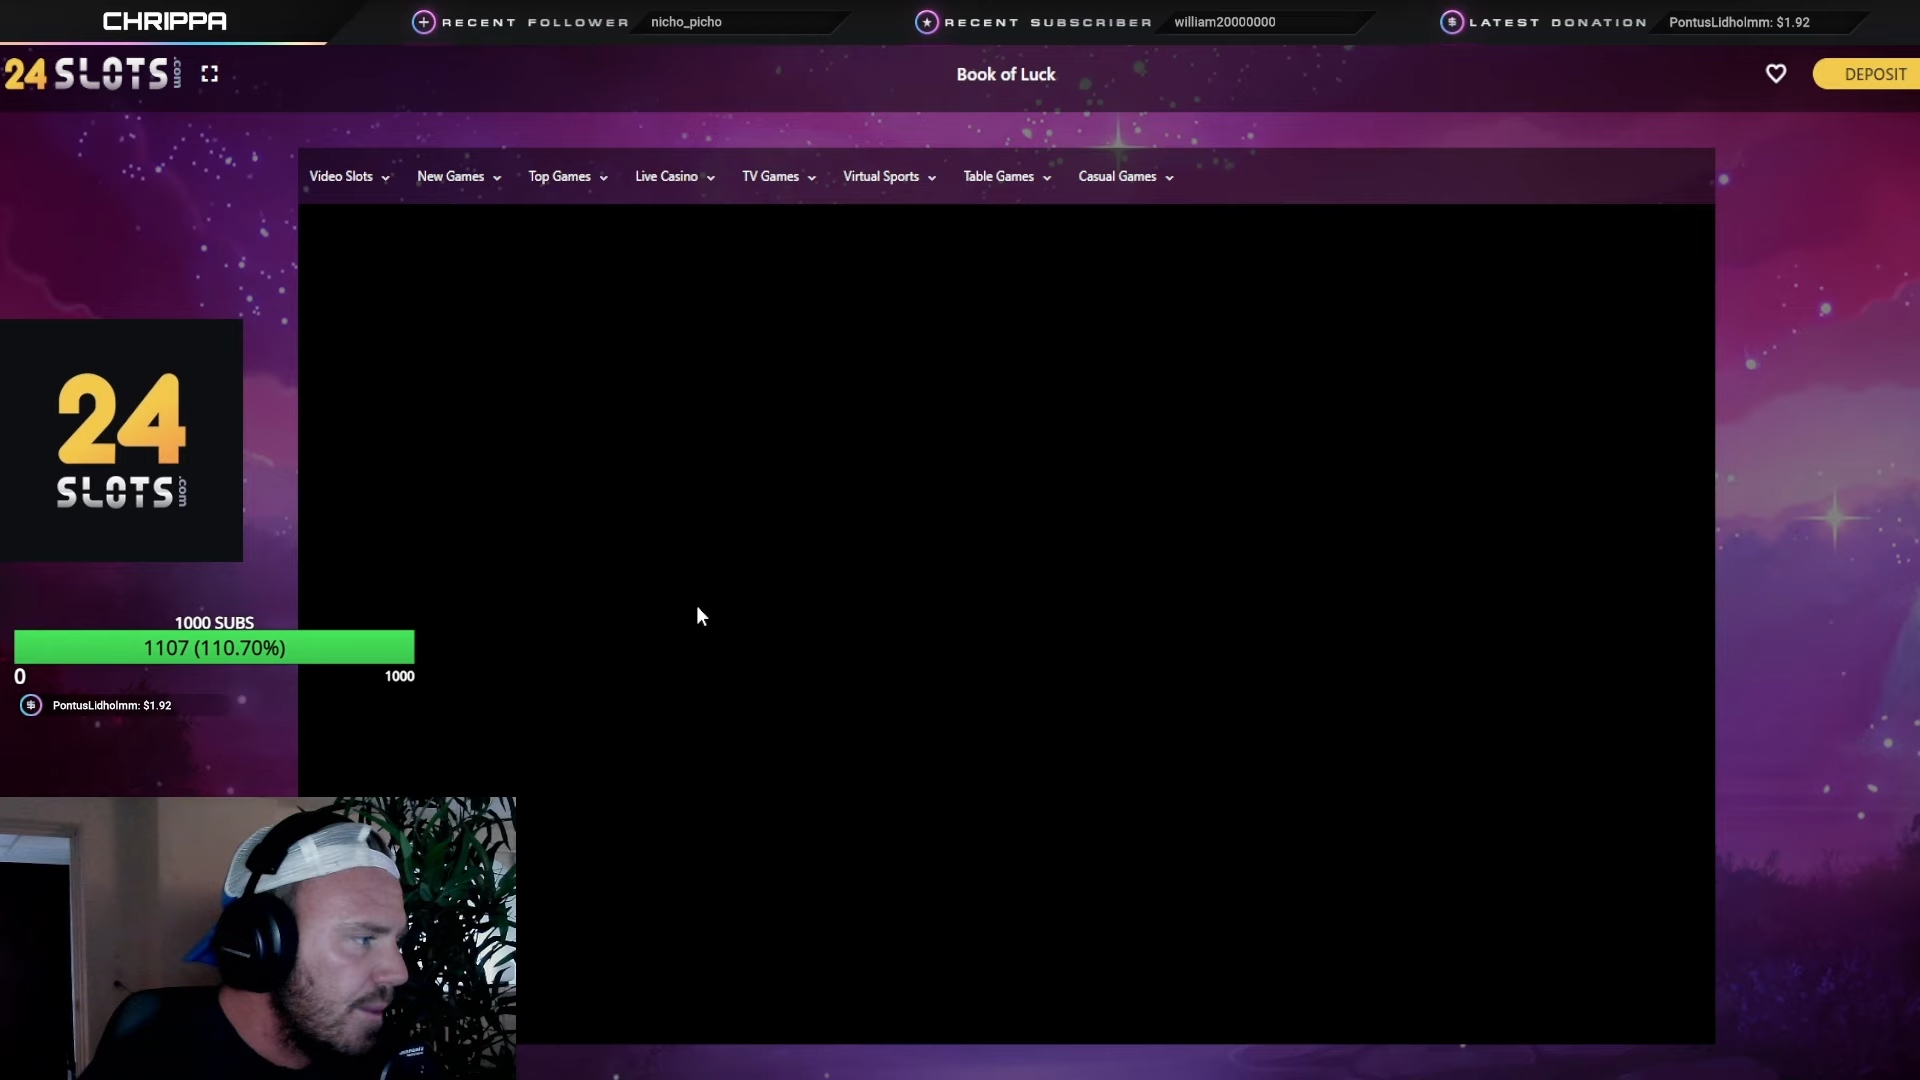 CHRIPPA
RECENT FOLLOWER nicho_picho
RECENT SUBSCRIBER william20000000
LATEST DONATION PontusLidholmm: $1.92
24 SLOTS.com
Book of Luck
DEPOSIT
Video Slots New Games Top Games Live Casino TV Games Virtual Sports Table Games Casual Games
24
SLOTS.com
1000 SUBS
1107 (110.70%)
0 1000
PontusLidholmm: $1.92